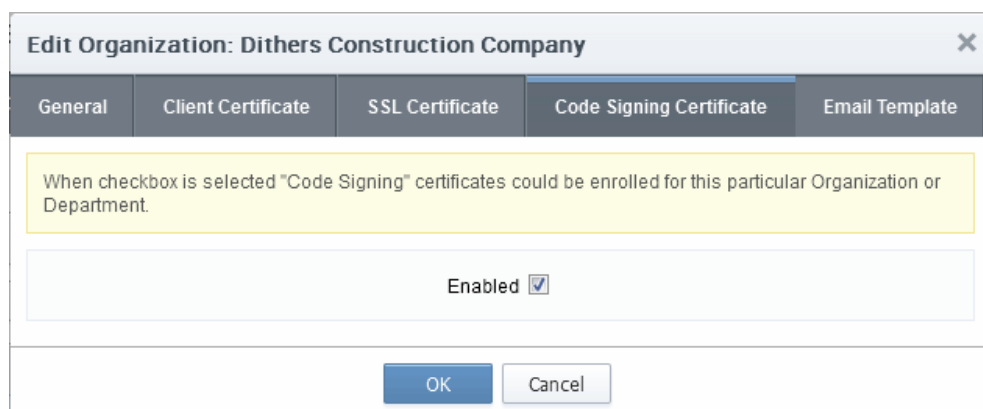 Edit Organization: Dithers Construction Company
General Client Certificate SSL Certificate Code Signing Certificate Email Template
When checkbox is selected "Code Signing" certificates could be enrolled for this particular Organization or
Department.
Enabled
OK Cancel